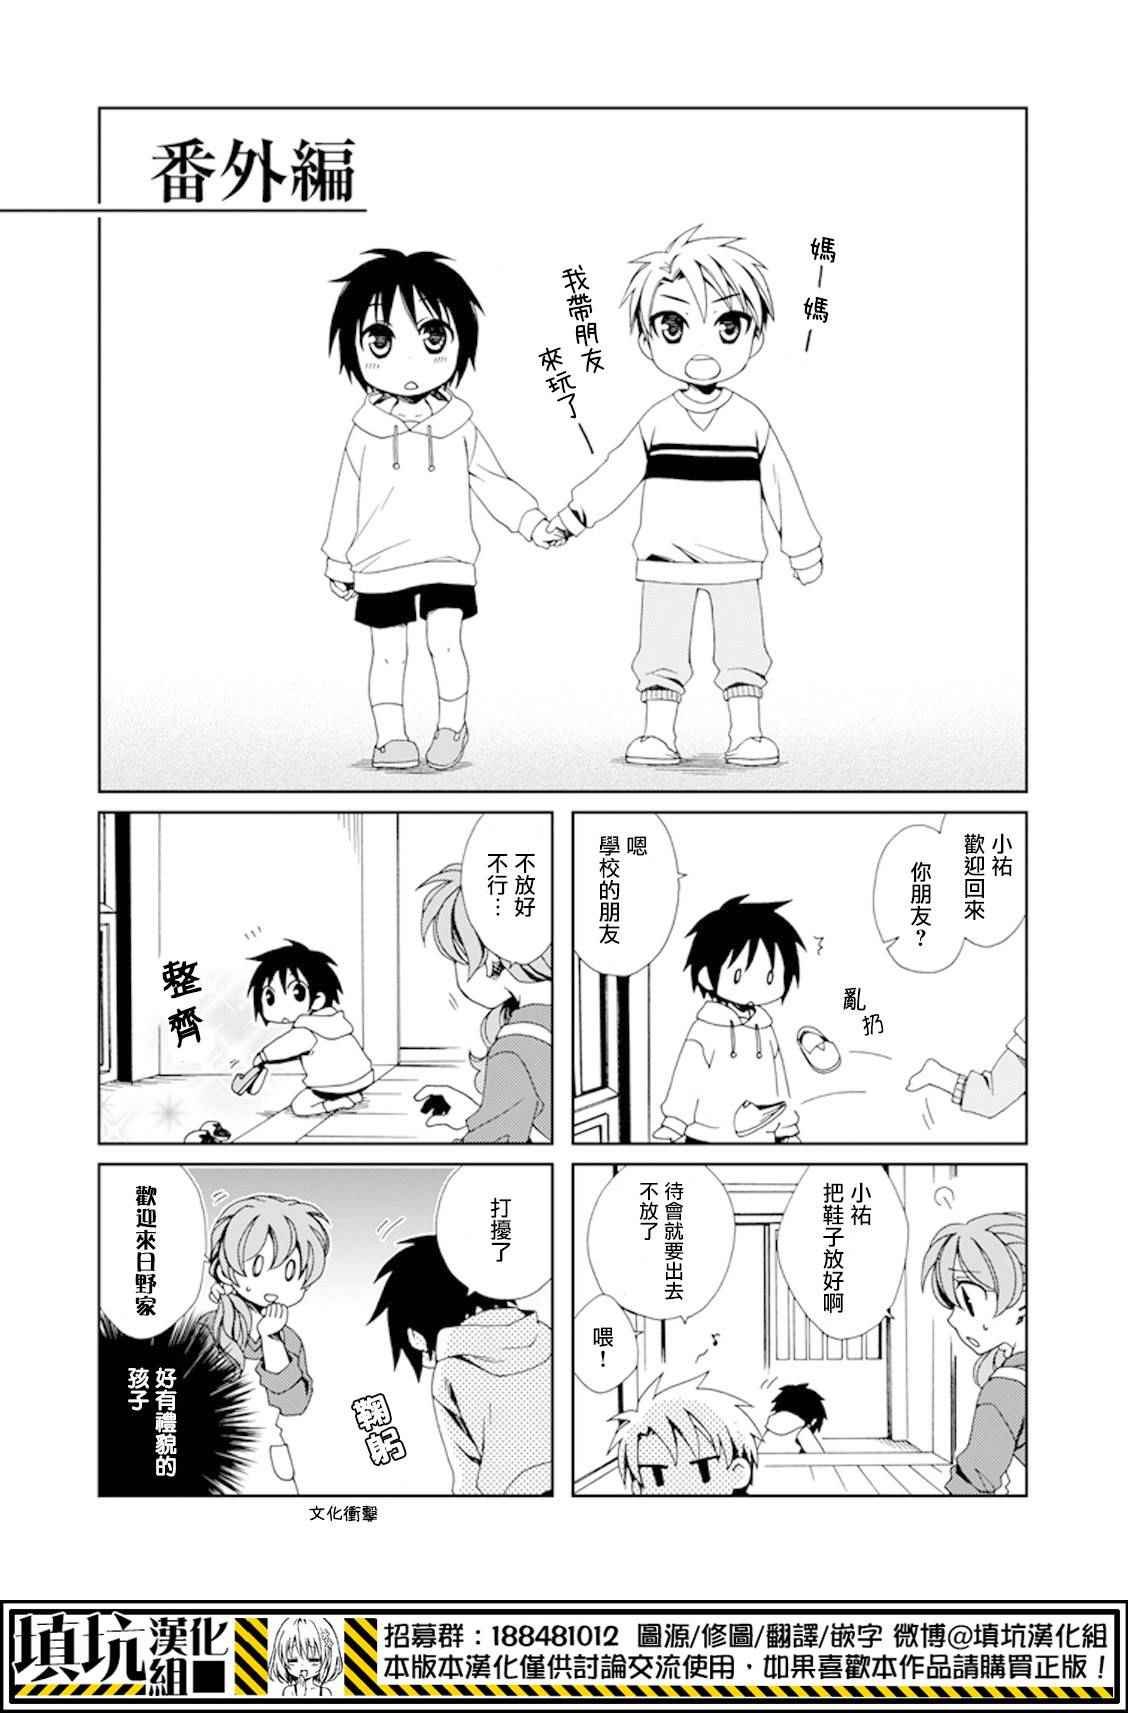 番外編
媽—媽—
我帶朋友
來玩了—
小祐
歡迎回來
你朋友?
嗯
學校的朋友
亂扔
不放好
不行…
整齊
小祐
把鞋子放好啊
待會就要出去
不放了
喂!
打擾了
鞠躬
歡迎來日野家
好有禮貌的
孩子
文化衝擊
填坑漢化組
招募群：188481012 圖源/修圖/翻譯/嵌字 微博@填坑漢化組
本版本漢化僅供討論交流使用，如果喜歡本作品請購買正版！